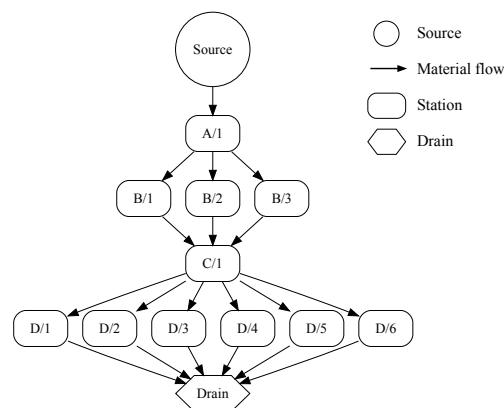 Source
A/1
B/1 B/2 B/3
C/1
D/1 D/2 D/3 D/4 D/5 D/6
Drain
Source
Material flow
Station
Drain